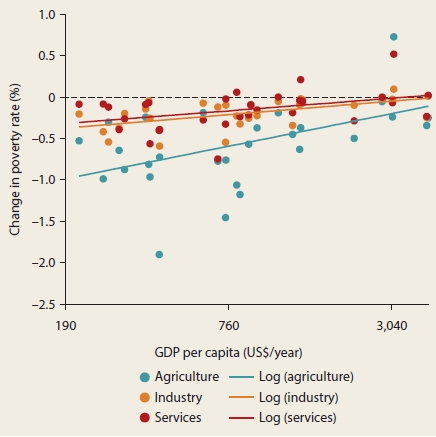 1.0
0.5
0
–0.5
–1.0
–1.5
–2.0
–2.5
Change in poverty rate (%)
190 760 3,040
GDP per capita (US$/year)
Agriculture Log (agriculture)
Industry Log (industry)
Services Log (services)